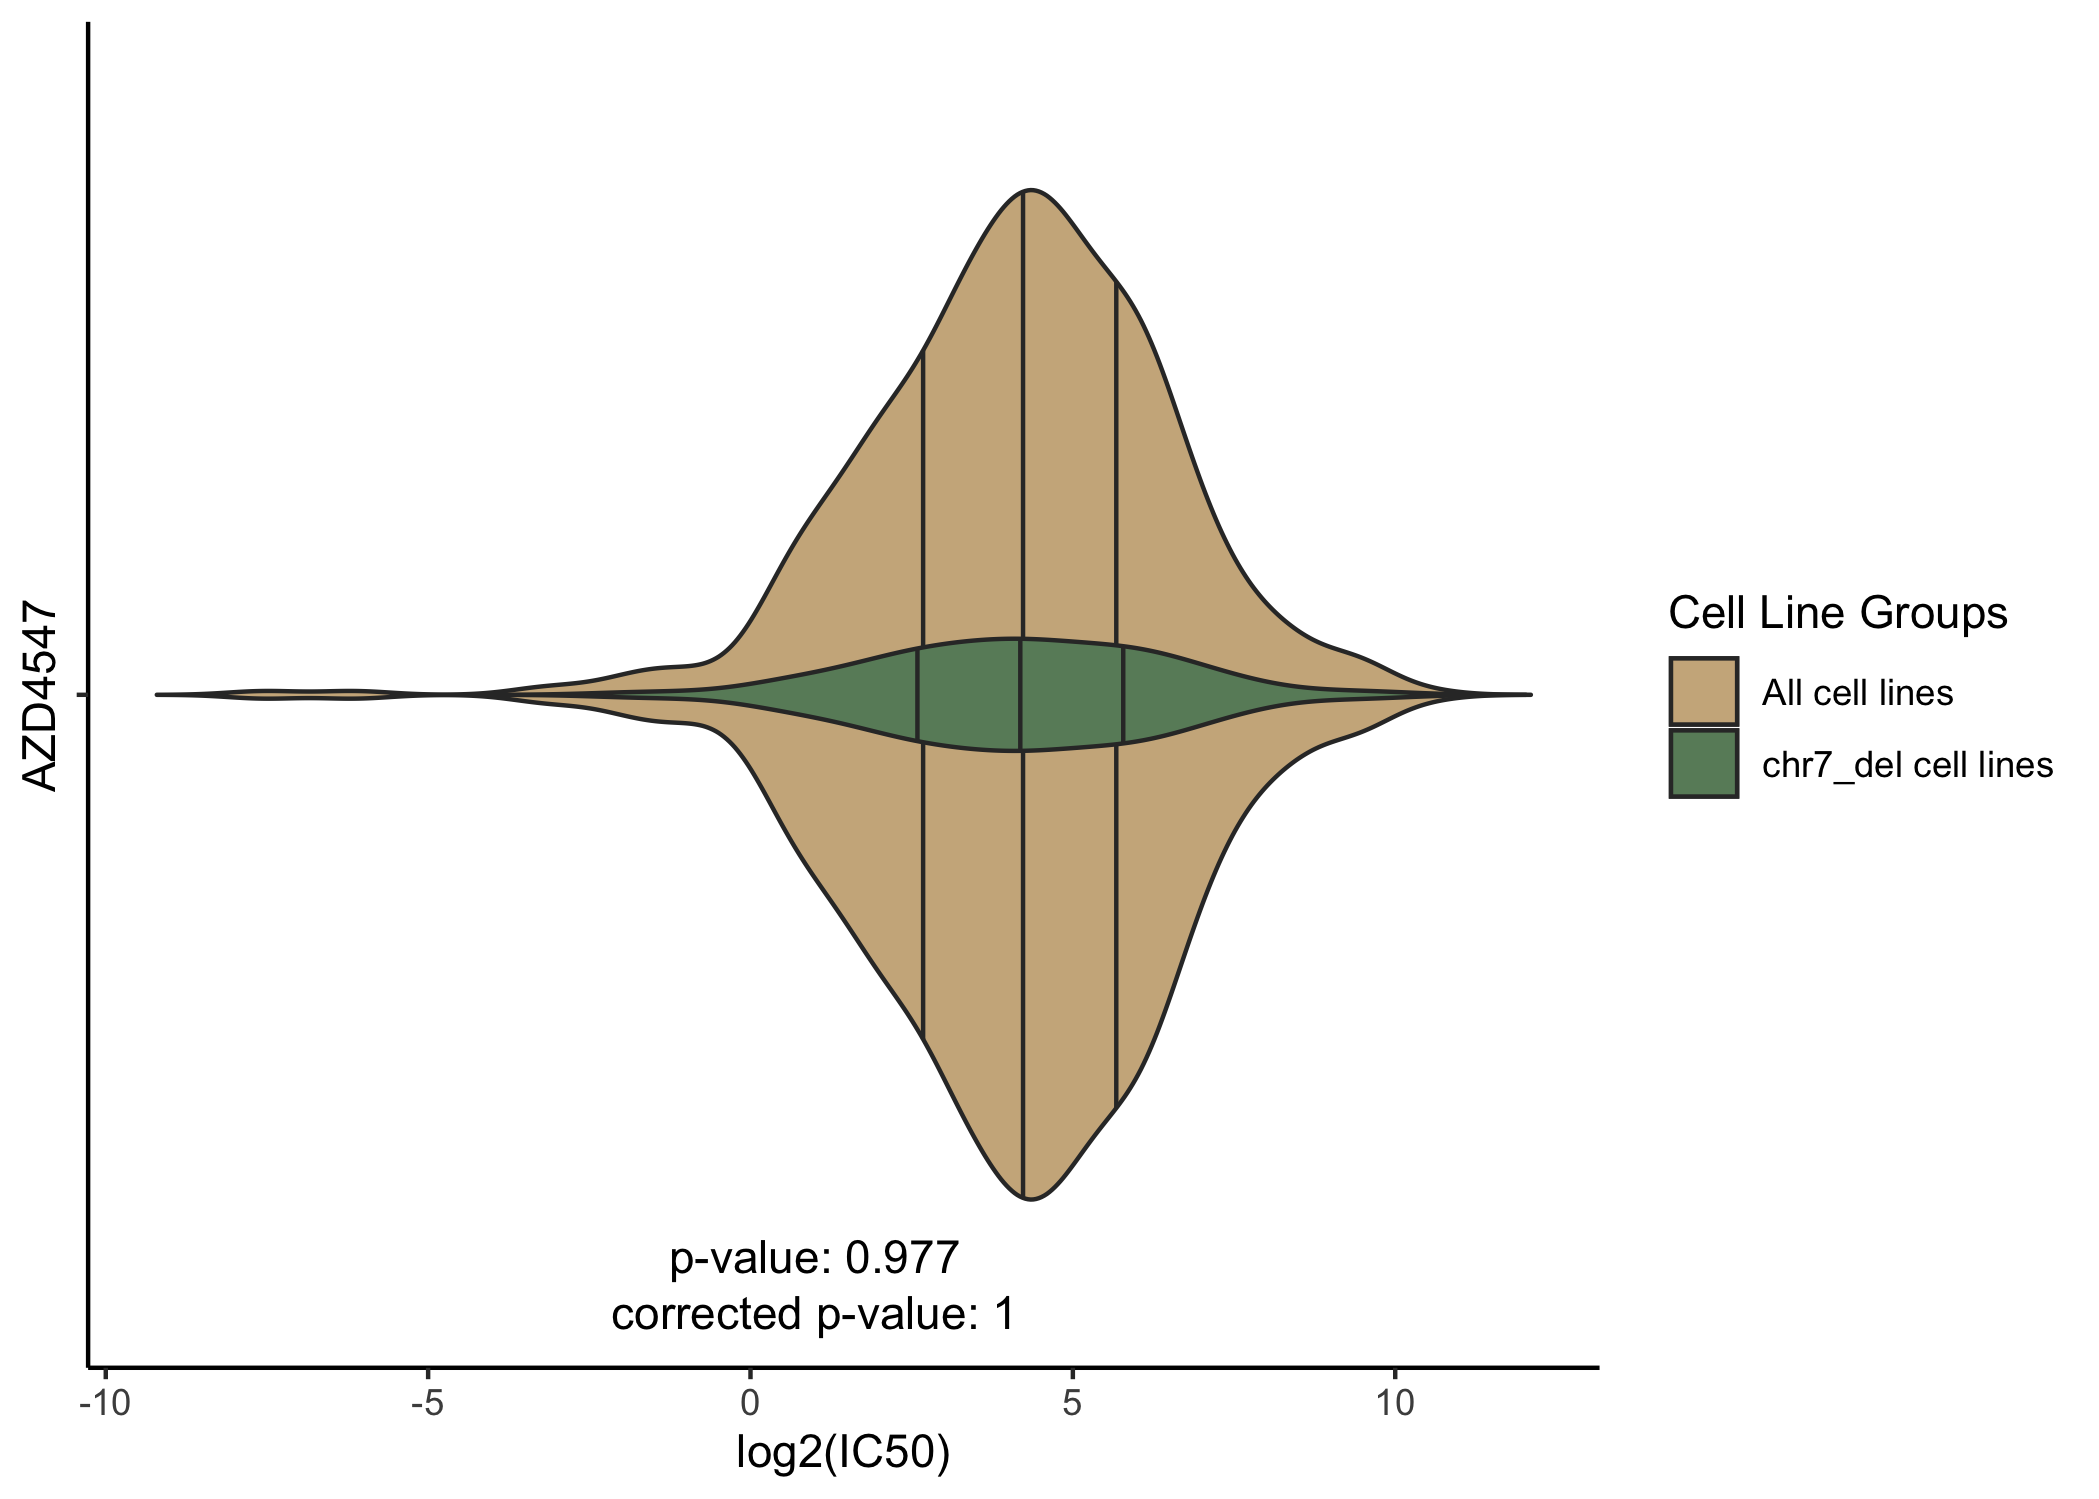 AZD4547
p-value: 0.977
corrected p-value: 1
-10
-5
0
5
10
log2(IC50)
Cell Line Groups
All cell lines
chr7_del cell lines